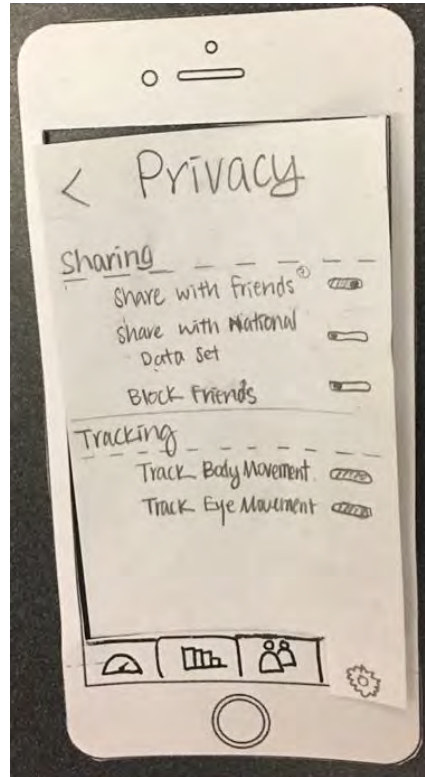 < Privacy
Sharing
Share with Friends
Share with National
Data Set
Block Friends
Tracking
Track Body Movement
Track Eye Movement